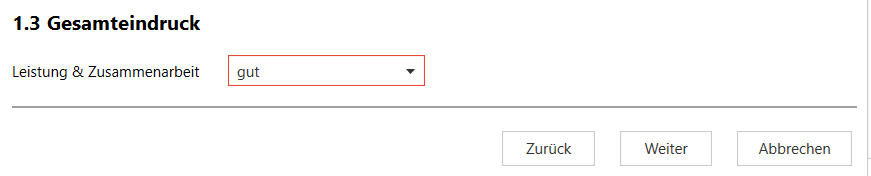 1.3 Gesamteindruck
Leistung & Zusammenarbeit gut
Zurück Weiter Abbrechen